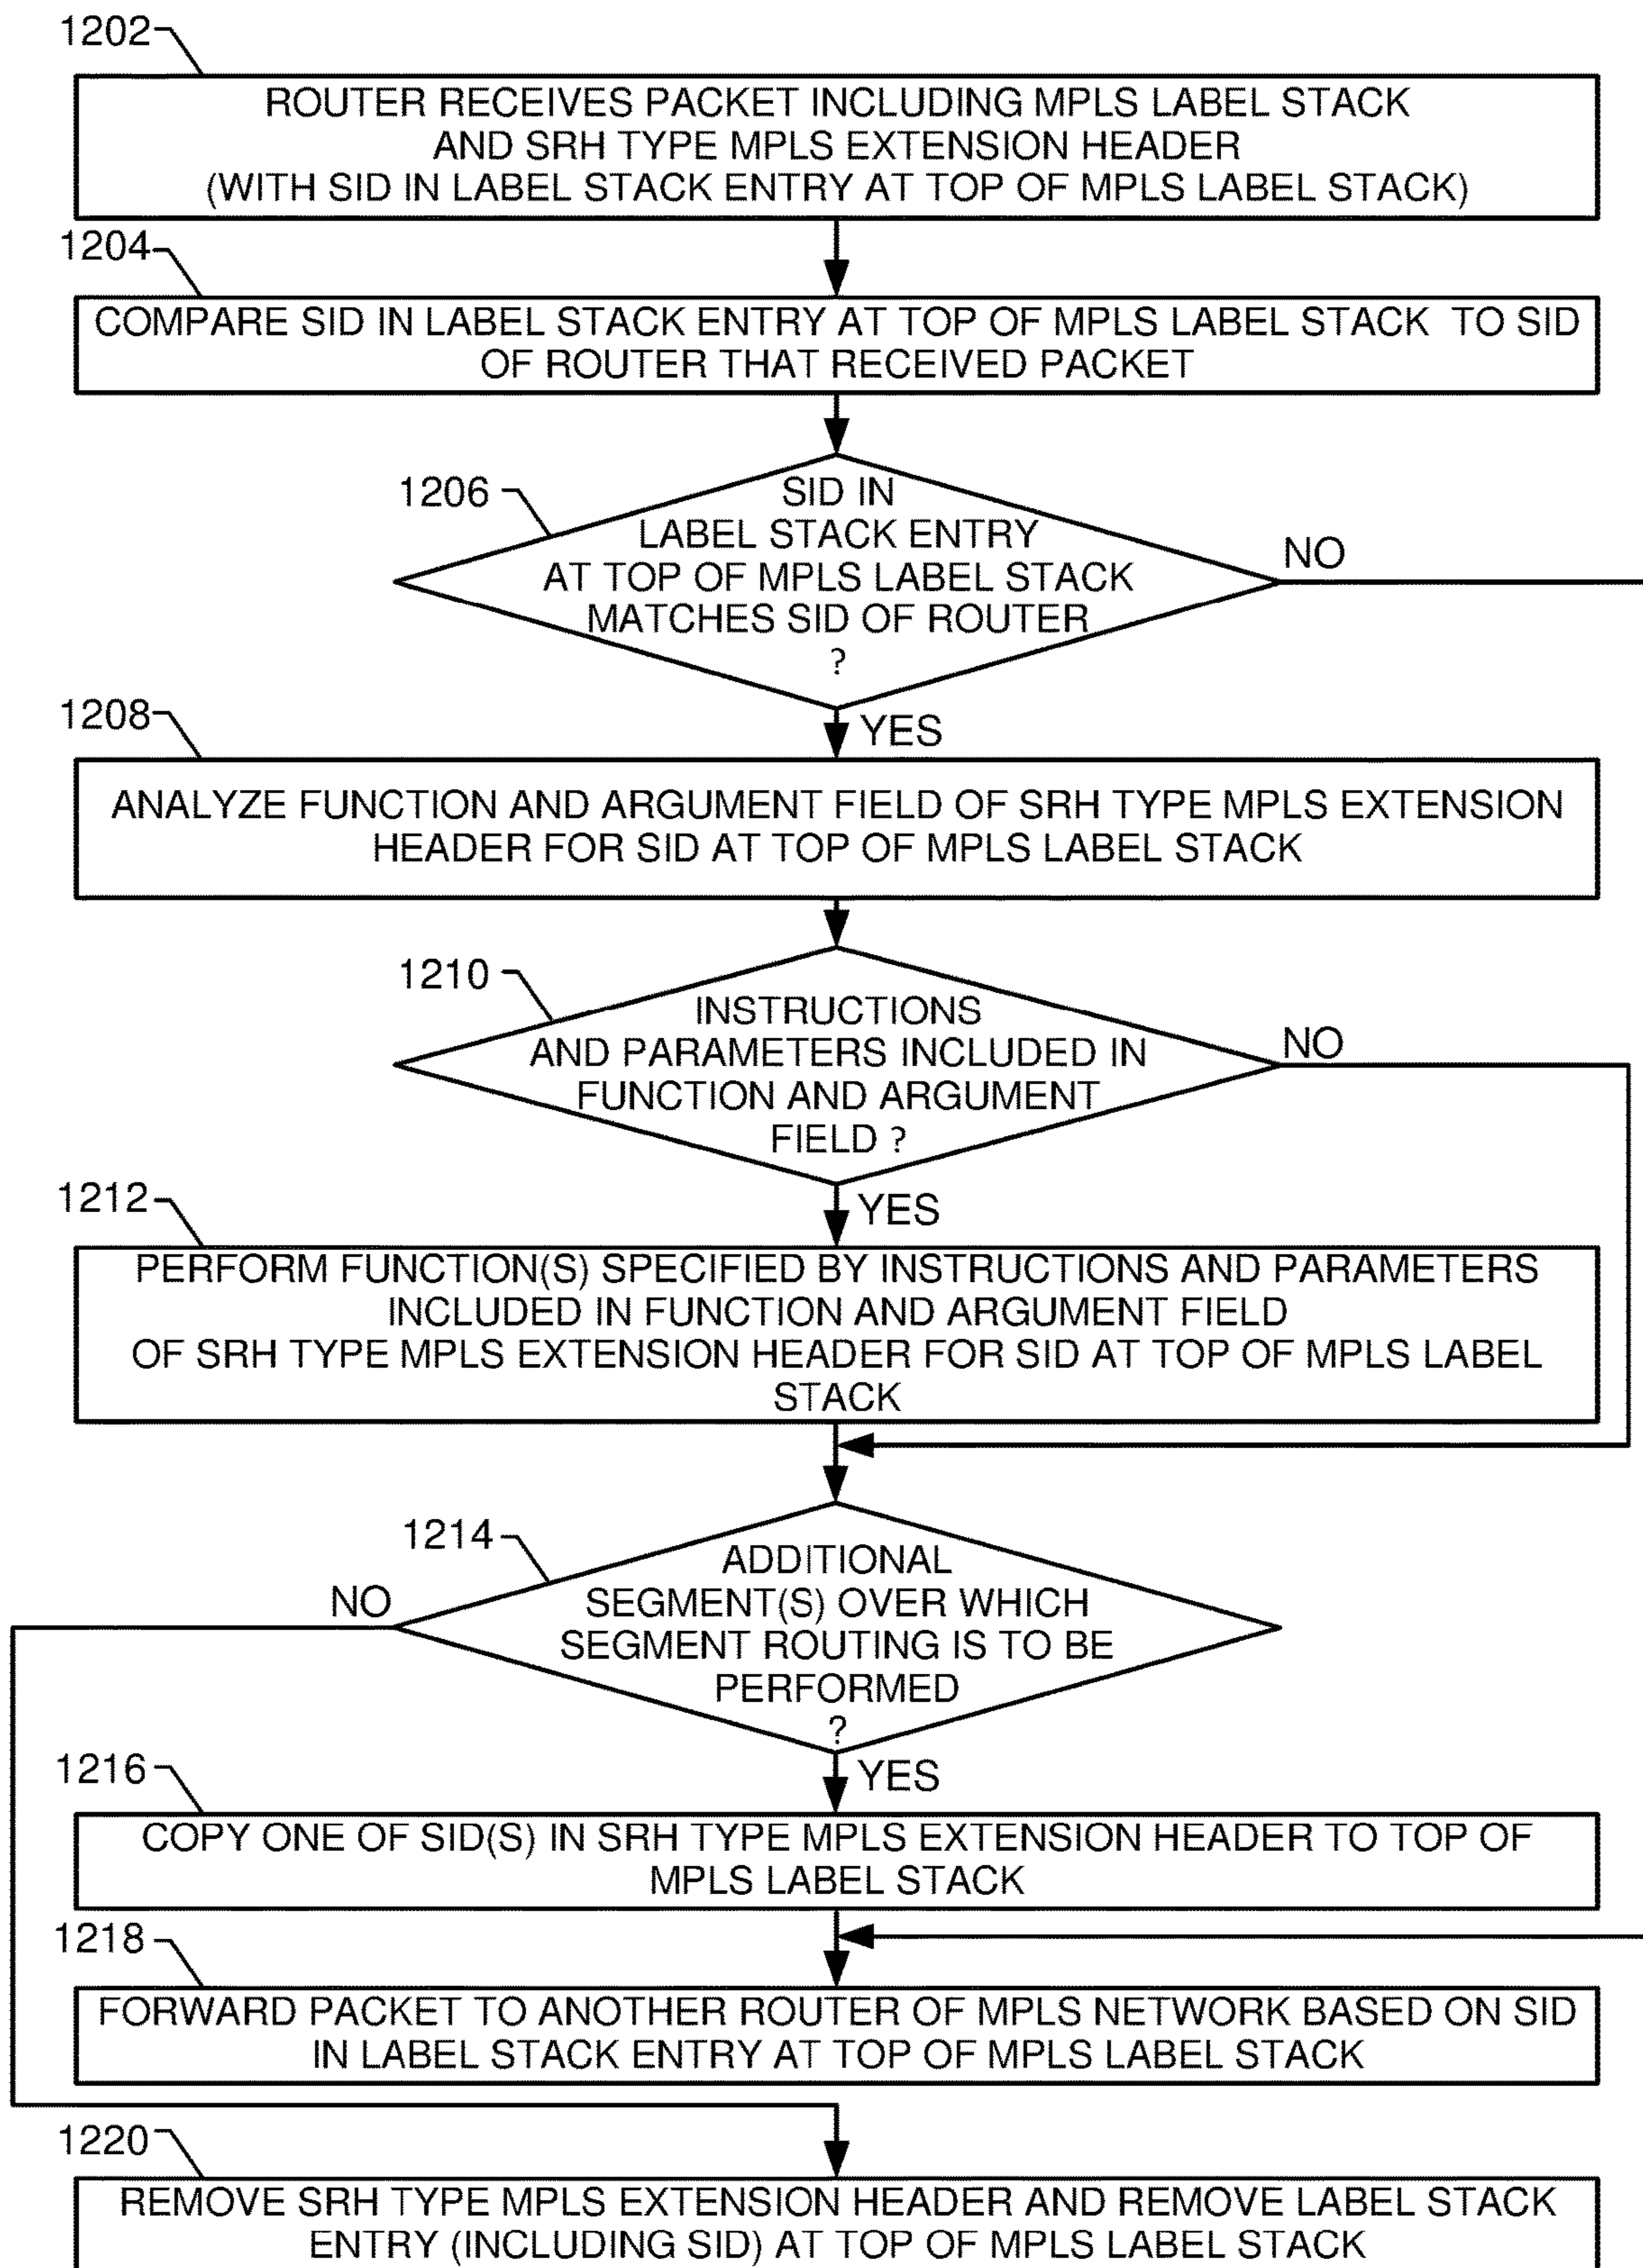 1202
ROUTER RECEIVES PACKET INCLUDING MPLS LABEL STACK
AND SRH TYPE MPLS EXTENSION HEADER
(WITH SID IN LABEL STACK ENTRY AT TOP OF MPLS LABEL STACK)
1204
COMPARE SID IN LABEL STACK ENTRY AT TOP OF MPLS LABEL STACK TO SID
OF ROUTER THAT RECEIVED PACKET
1206
SID IN
LABEL STACK ENTRY
AT TOP OF MPLS LABEL STACK
MATCHES SID OF ROUTER
?
NO
YES
1208
ANALYZE FUNCTION AND ARGUMENT FIELD OF SRH TYPE MPLS EXTENSION
HEADER FOR SID AT TOP OF MPLS LABEL STACK
1210
INSTRUCTIONS
AND PARAMETERS INCLUDED IN
FUNCTION AND ARGUMENT
FIELD ?
NO
YES
1212
PERFORM FUNCTION(S) SPECIFIED BY INSTRUCTIONS AND PARAMETERS
INCLUDED IN FUNCTION AND ARGUMENT FIELD
OF SRH TYPE MPLS EXTENSION HEADER FOR SID AT TOP OF MPLS LABEL
STACK
1214
ADDITIONAL
SEGMENT(S) OVER WHICH
SEGMENT ROUTING IS TO BE
PERFORMED
?
NO
YES
1216
COPY ONE OF SID(S) IN SRH TYPE MPLS EXTENSION HEADER TO TOP OF
MPLS LABEL STACK
1218
FORWARD PACKET TO ANOTHER ROUTER OF MPLS NETWORK BASED ON SID
IN LABEL STACK ENTRY AT TOP OF MPLS LABEL STACK
1220
REMOVE SRH TYPE MPLS EXTENSION HEADER AND REMOVE LABEL STACK
ENTRY (INCLUDING SID) AT TOP OF MPLS LABEL STACK